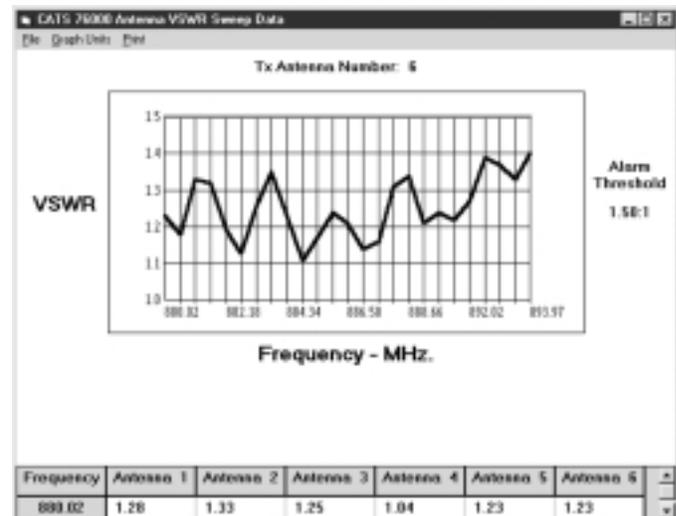 CATS 76000 Antenna VSWR Sweep Data
File Graph Units Print
Tx Antenna Number: 6
1.5
1.4
1.3
1.2
1.1
1.0
VSWR
Alarm
Threshold
1.50:1
880.02 882.18 884.34 886.50 888.66 892.02 893.97
Frequency - MHz.
Frequency Antenna 1 Antenna 2 Antenna 3 Antenna 4 Antenna 5 Antenna 6
880.02 1.28 1.33 1.25 1.04 1.23 1.23